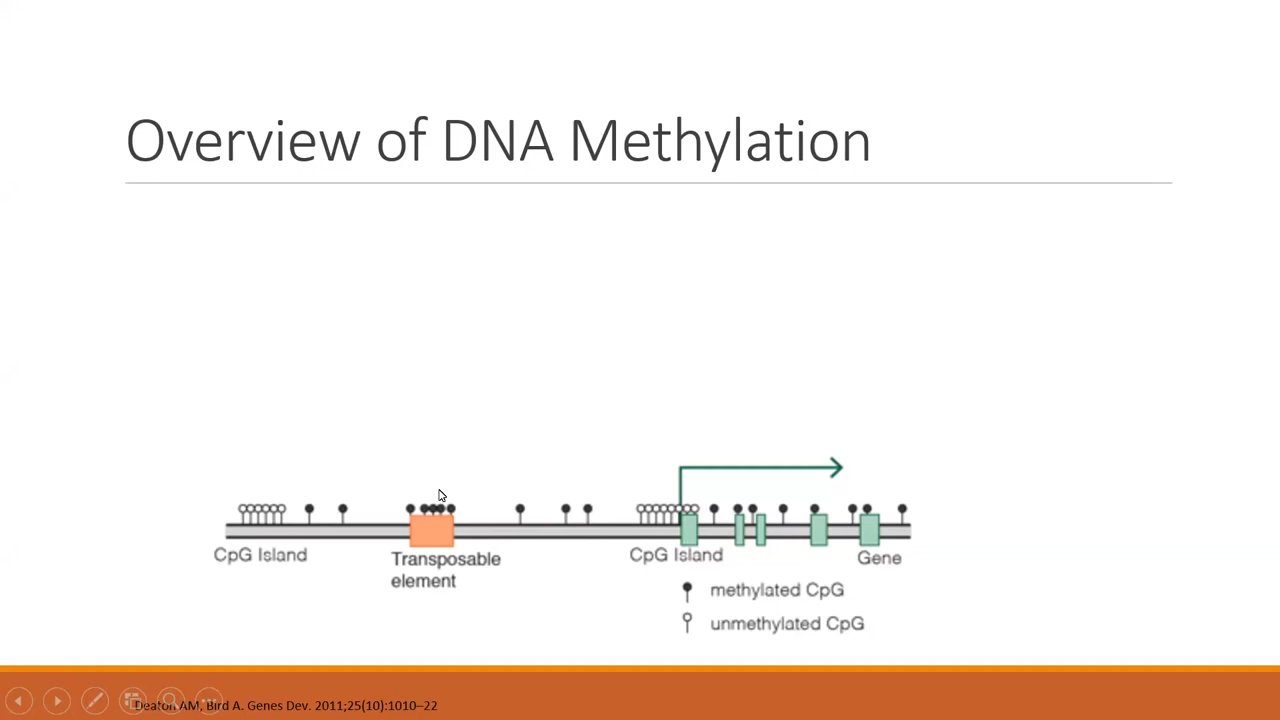 Overview of DNA Methylation
CpG Island
Transposable
element
CpG Island
Gene
methylated CpG
unmethylated CpG
Deaton AM, Bird A. Genes Dev. 2011;25(10):1010–22